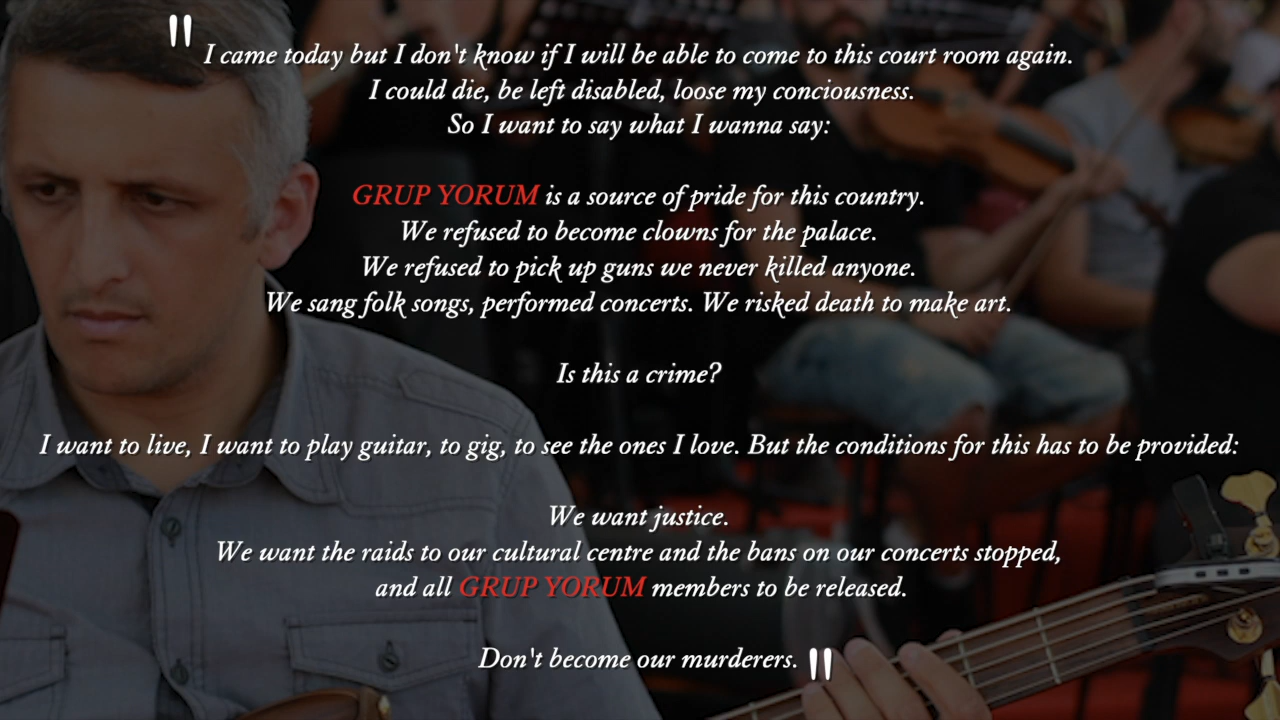 "I came today but I don't know if I will be able to come to this court room again.
I could die, be left disabled, loose my conciousness.
So I want to say what I wanna say:
GRUP YORUM is a source of pride for this country.
We refused to become clowns for the palace.
We refused to pick up guns we never killed anyone.
We sang folk songs, performed concerts. We risked death to make art.
Is this a crime?
I want to live, I want to play guitar, to gig, to see the ones I love. But the conditions for this has to be provided:
We want justice.
We want the raids to our cultural centre and the bans on our concerts stopped,
and all GRUP YORUM members to be released.
Don't become our murderers."